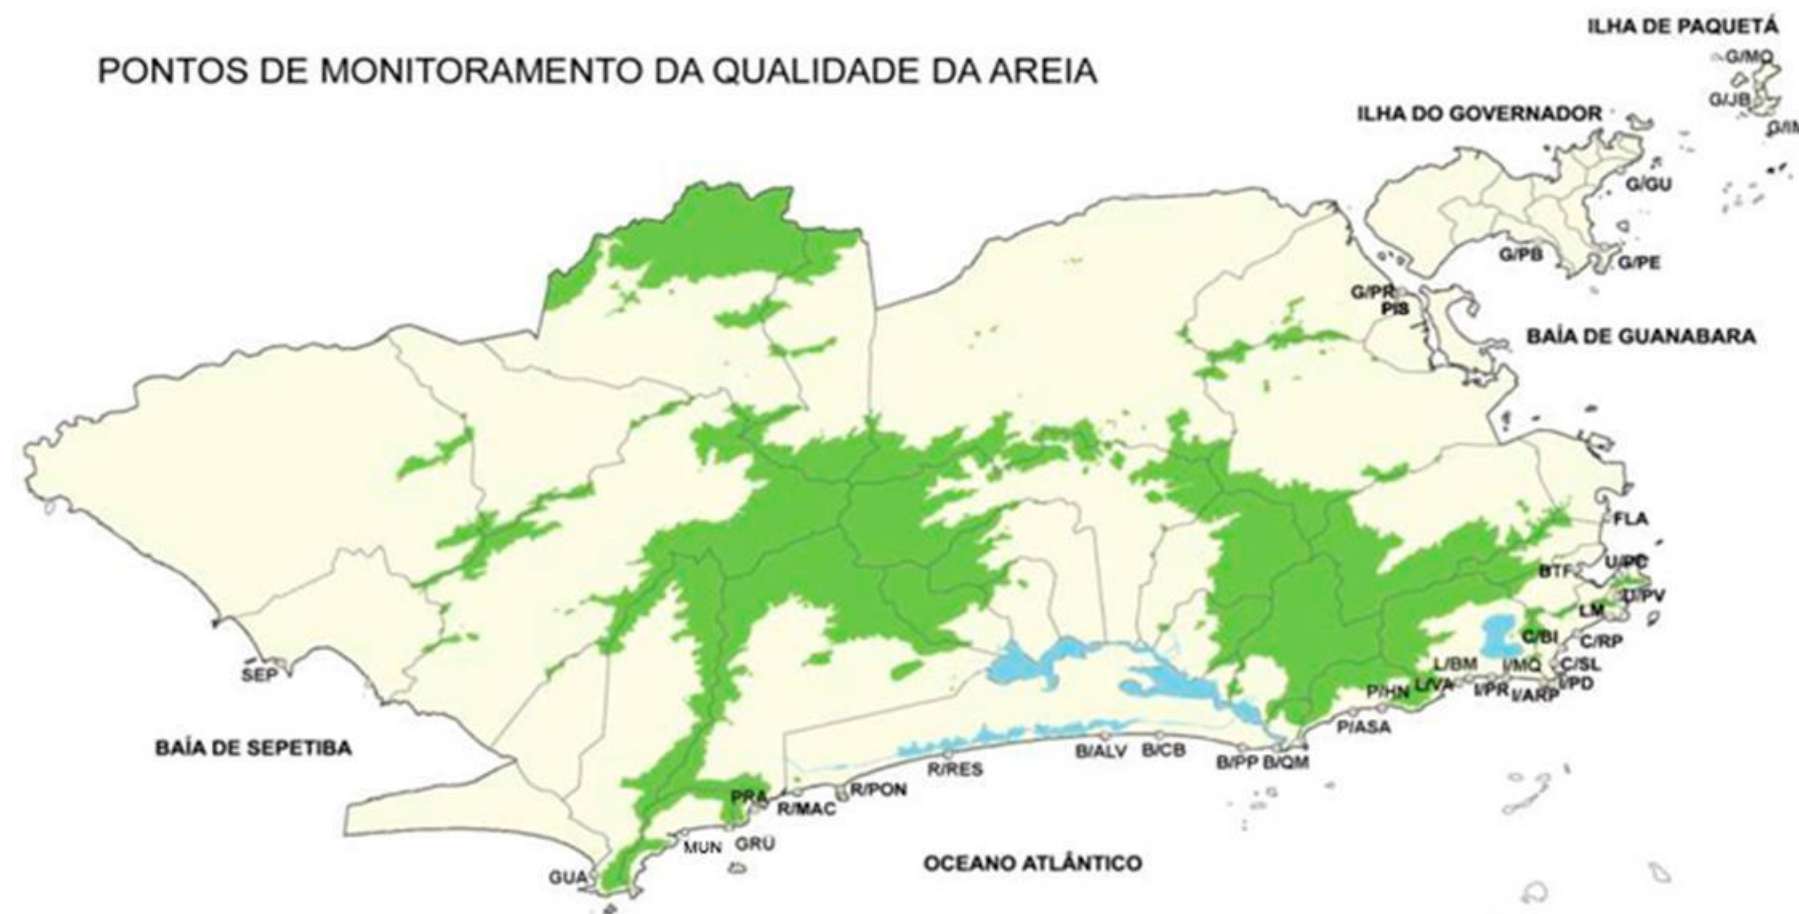 ILHA DE PAQUETÁ
G/MO
PONTOS DE MONITORAMENTO DA QUALIDADE DA AREIA
G/JB
ILHA DO GOVERNADOR
G/IM
G/GU
G/PB
G/PE
G/PR
PIS
BAÍA DE GUANABARA
FLA
U/PC
BTF
U/PV
LM
C/BI
C/RP
L/BM
I/MQ
C/SL
SEP
L/VA
I/PD
P/HN
I/PR
I/ARP
P/ASA
BAÍA DE SEPETIBA
B/ALV
B/CB
B/PP
B/QM
R/RES
R/PON
PRA
R/MAC
MUN
GRU
OCEANO ATLÂNTICO
GUA